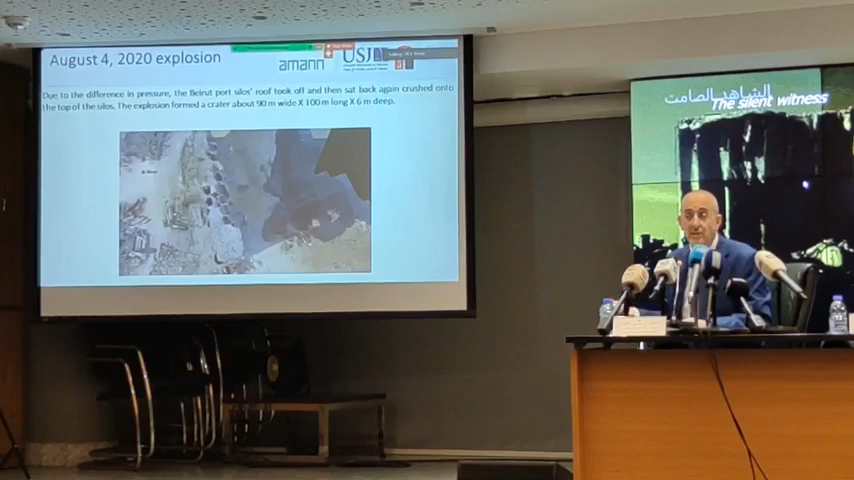 August 4, 2020 explosion
amann
USJ
Due to the difference in pressure, the Beirut port silos' roof took off and then sat back again crushed onto
the top of the silos. The explosion formed a crater about 90 m wide X 100 m long X 6 m deep.
الشاهد الصامت
The silent witness